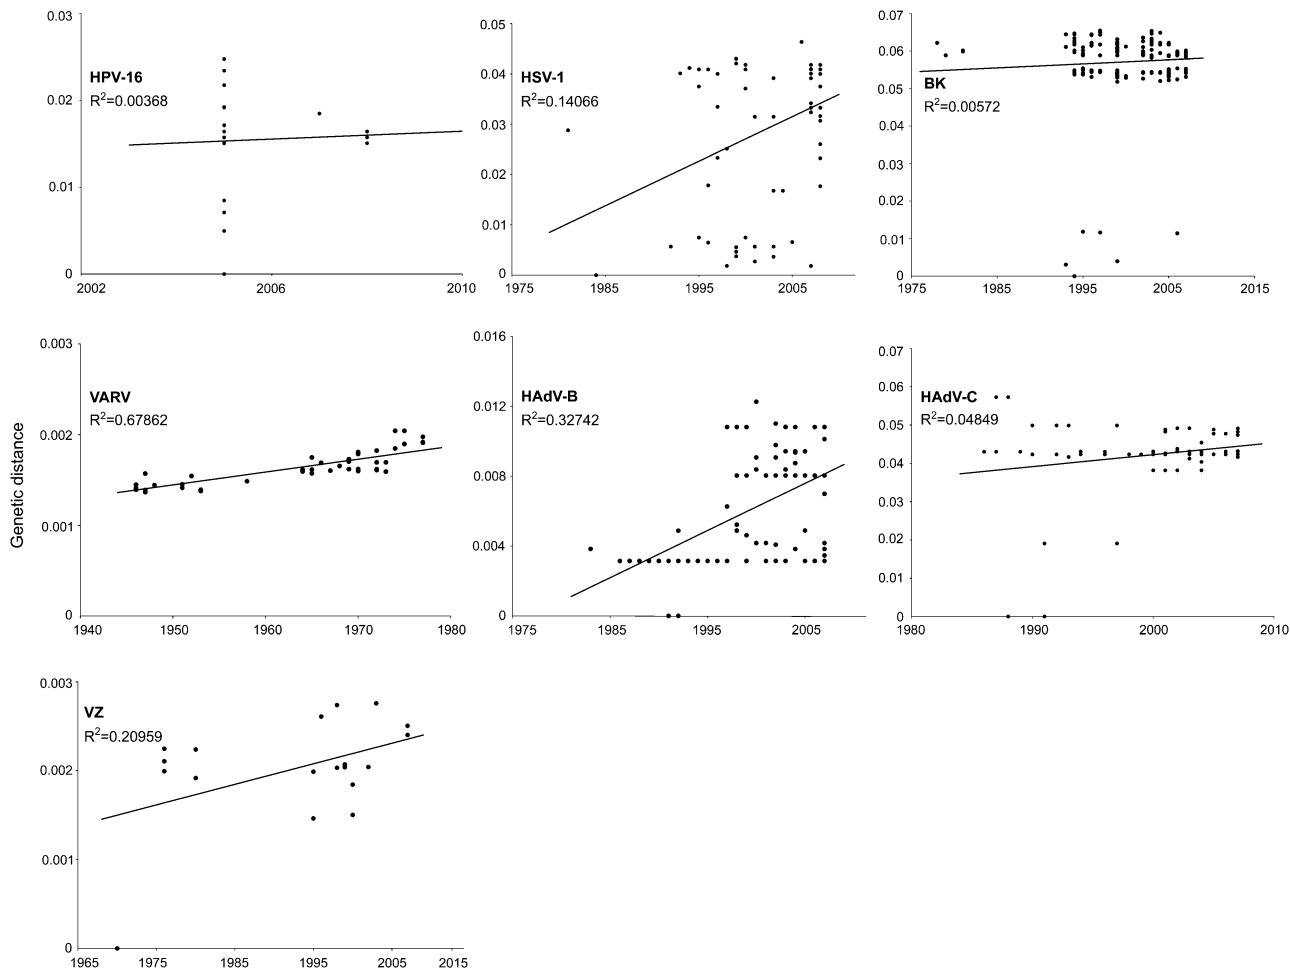 0.03
HPV-16
R²=0.00368
0.02
0.01
0
2002 2006 2010
0.05
HSV-1
0.04
R²=0.14066
0.03
0.02
0.01
0
1975 1985 1995 2005
0.07
0.06
BK
0.05
R²=0.00572
0.04
0.03
0.02
0.01
0
1975 1985 1995 2005 2015
Genetic distance
0.003
VARV
R²=0.67862
0.002
0.001
0
1940 1950 1960 1970 1980
0.016
HAdV-B
0.012
R²=0.32742
0.008
0.004
0
1975 1985 1995 2005
0.07
0.06
HAdV-C
R²=0.04849
0.05
0.04
0.03
0.02
0.01
0
1980 1990 2000 2010
0.003
VZ
R²=0.20959
0.002
0.001
0
1965 1975 1985 1995 2005 2015